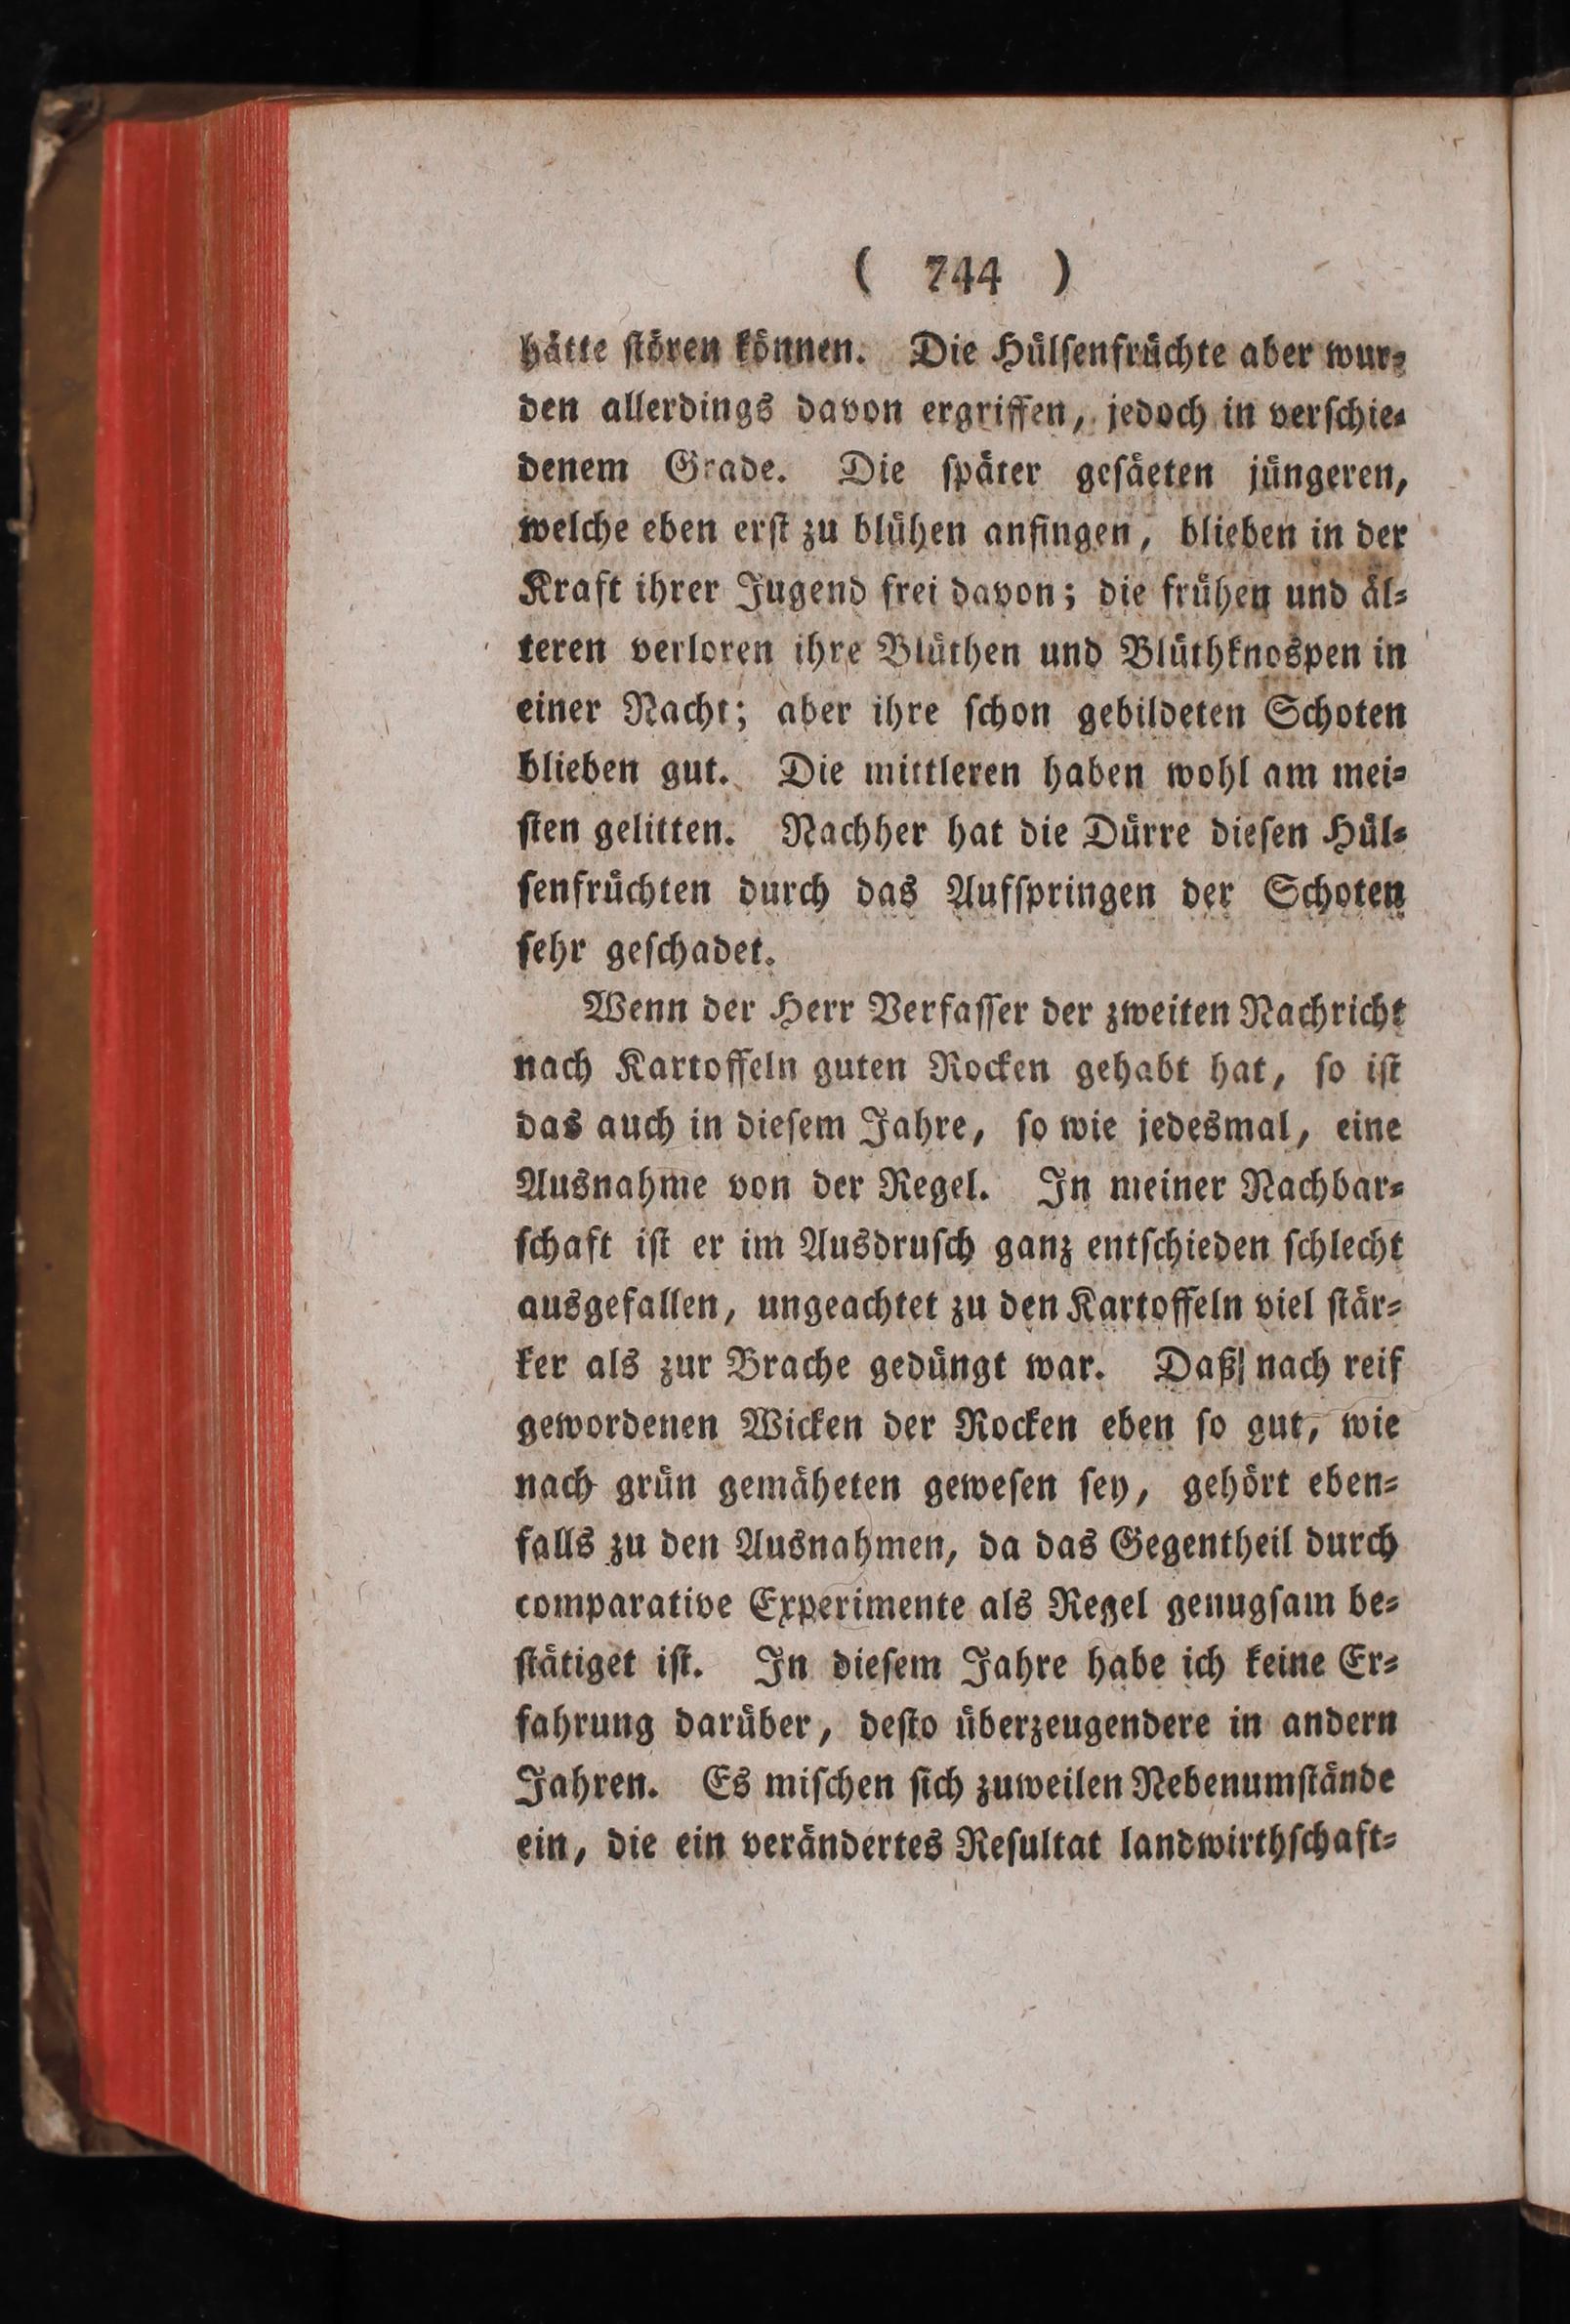 ( 744 )
hätte stören können. Die Hülsenfrüchte aber wur-
den allerdings davon ergriffen, jedoch in verschie-
denem Grade. Die später gesäeten jüngeren,
welche eben erst zu blühen anfingen, blieben in der
Kraft ihrer Jugend frei davon; die frühen und äl-
teren verloren ihre Blüthen und Blüthknospen in
einer Nacht; aber ihre schon gebildeten Schoten
blieben gut. Die mittleren haben wohl am mei-
sten gelitten. Nachher hat die Dürre diesen Hül-
senfrüchten durch das Aufspringen der Schoten
sehr geschadet.
Wenn der Herr Verfasser der zweiten Nachricht
nach Kartoffeln guten Rocken gehabt hat, so ist
das auch in diesem Jahre, so wie jedesmal, eine
Ausnahme von der Regel. In meiner Nachbar-
schaft ist er im Ausdrusch ganz entschieden schlecht
ausgefallen, ungeachtet zu den Kartoffeln viel stär-
ker als zur Brache gedüngt war. Daß nach reif
gewordenen Wicken der Rocken eben so gut, wie
nach grün gemäheten gewesen sey, gehört eben-
falls zu den Ausnahmen, da das Gegentheil durch
comparative Experimente als Regel genugsam be-
stätiget ist. In diesem Jahre habe ich keine Er-
fahrung darüber, desto überzeugendere in andern
Jahren. Es mischen sich zuweilen Nebenumstände
ein, die ein verändertes Resultat landwirthschaft-